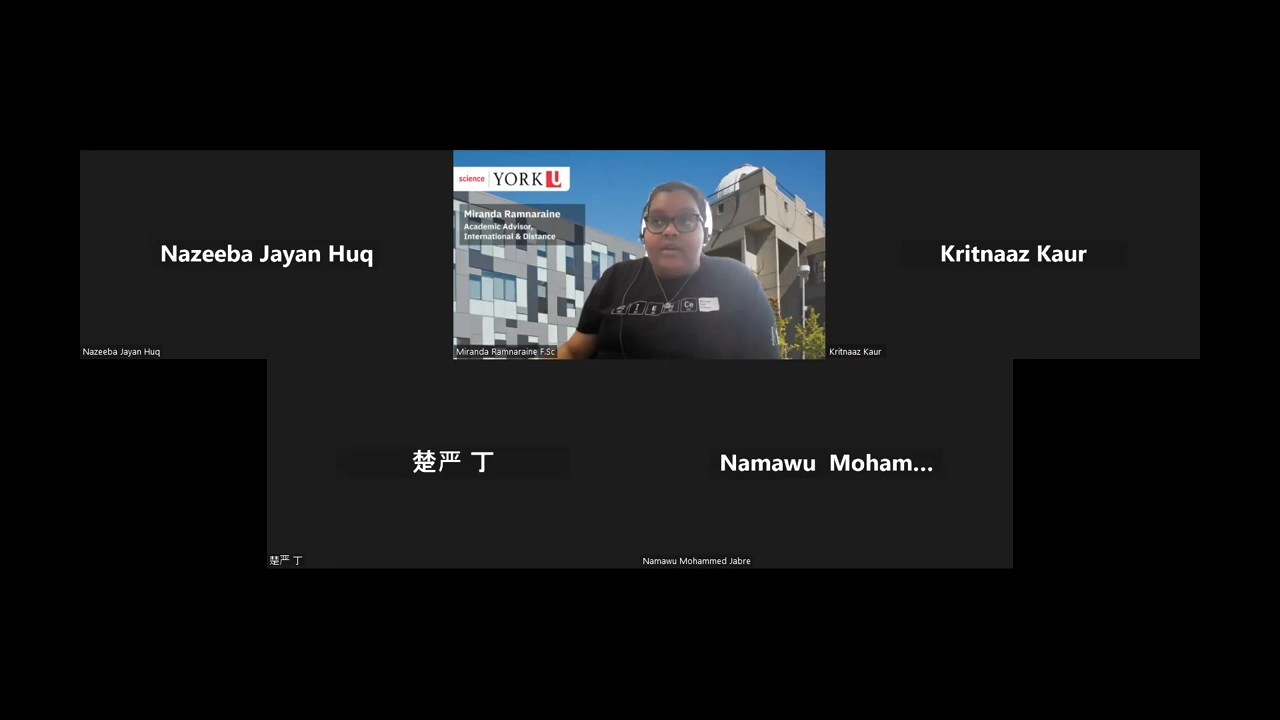 Nazeeba Jayan Huq
Nazeeba Jayan Huq
science YORK U
Miranda Ramnaraine
Academic Advisor,
International & Distance
Ce
Miranda Ramnaraine F.Sc
Kritnaaz Kaur
Kritnaaz Kaur
楚严 丁
楚严 丁
Namawu Moham...
Namawu Mohammed Jabre